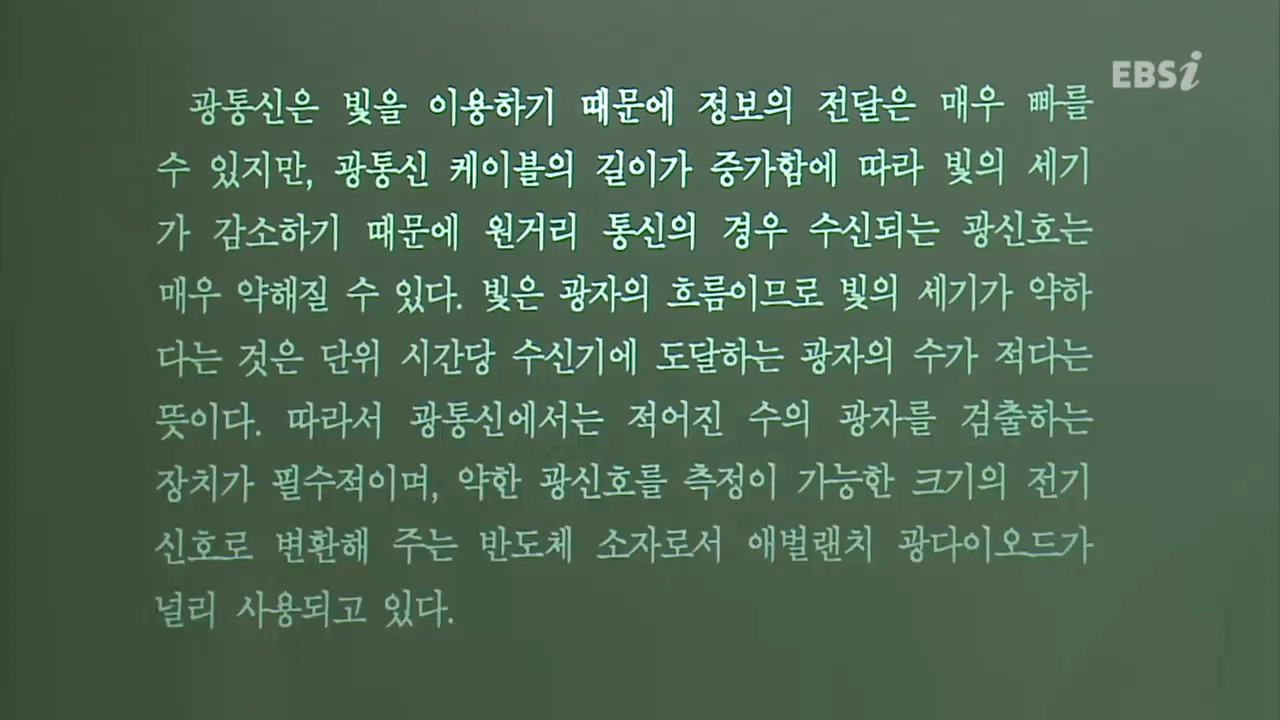 EBSi
광통신은 빛을 이용하기 때문에 정보의 전달은 매우 빠를
수 있지만, 광통신 케이블의 길이가 증가함에 따라 빛의 세기
가 감소하기 때문에 원거리 통신의 경우 수신되는 광신호는
매우 약해질 수 있다. 빛은 광자의 흐름이므로 빛의 세기가 약하
다는 것은 단위 시간당 수신기에 도달하는 광자의 수가 적다는
뜻이다. 따라서 광통신에서는 적어진 수의 광자를 검출하는
장치가 필수적이며, 약한 광신호를 측정이 가능한 크기의 전기
신호로 변환해 주는 반도체 소자로서 애벌랜치 광다이오드가
널리 사용되고 있다.